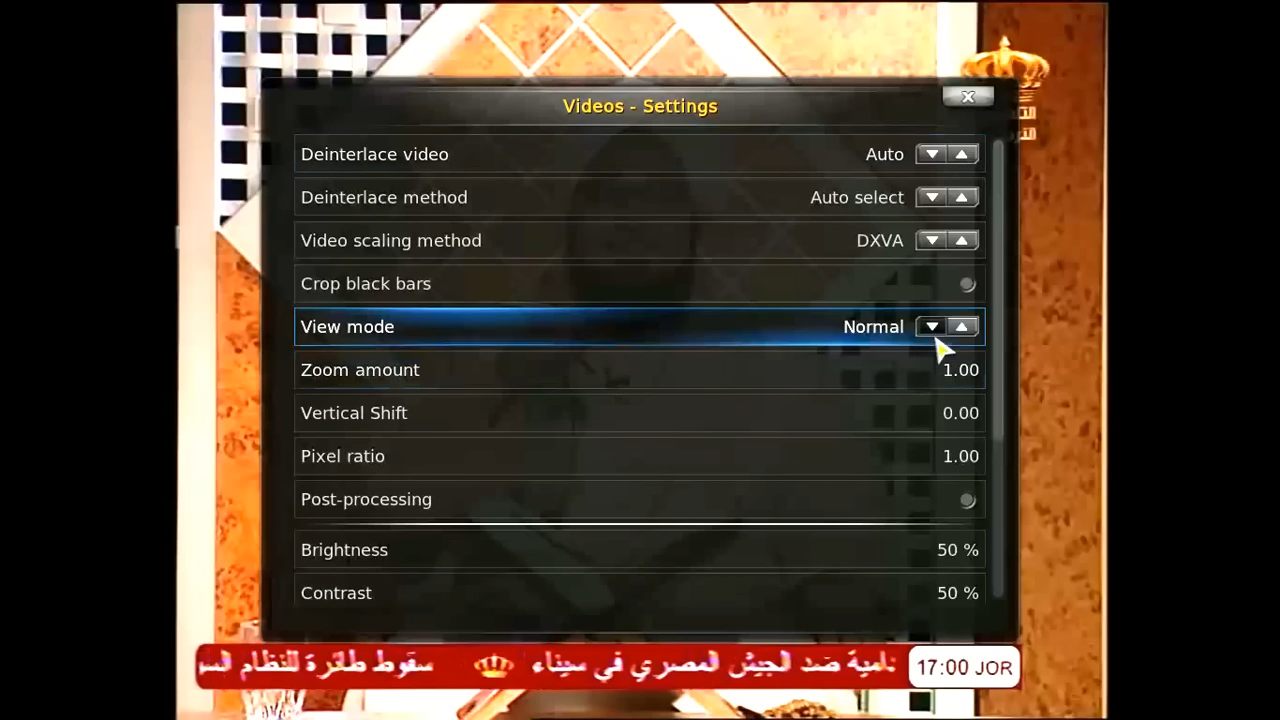 Videos - Settings
Deinterlace video Auto
Deinterlace method Auto select
Video scaling method DXVA
Crop black bars
View mode Normal
Zoom amount 1.00
Vertical Shift 0.00
Pixel ratio 1.00
Post-processing
Brightness 50 %
Contrast 50 %
نامية ضد الجيش المصري في سيناء سقوط طائرة للنظام السو
17:00 JOR